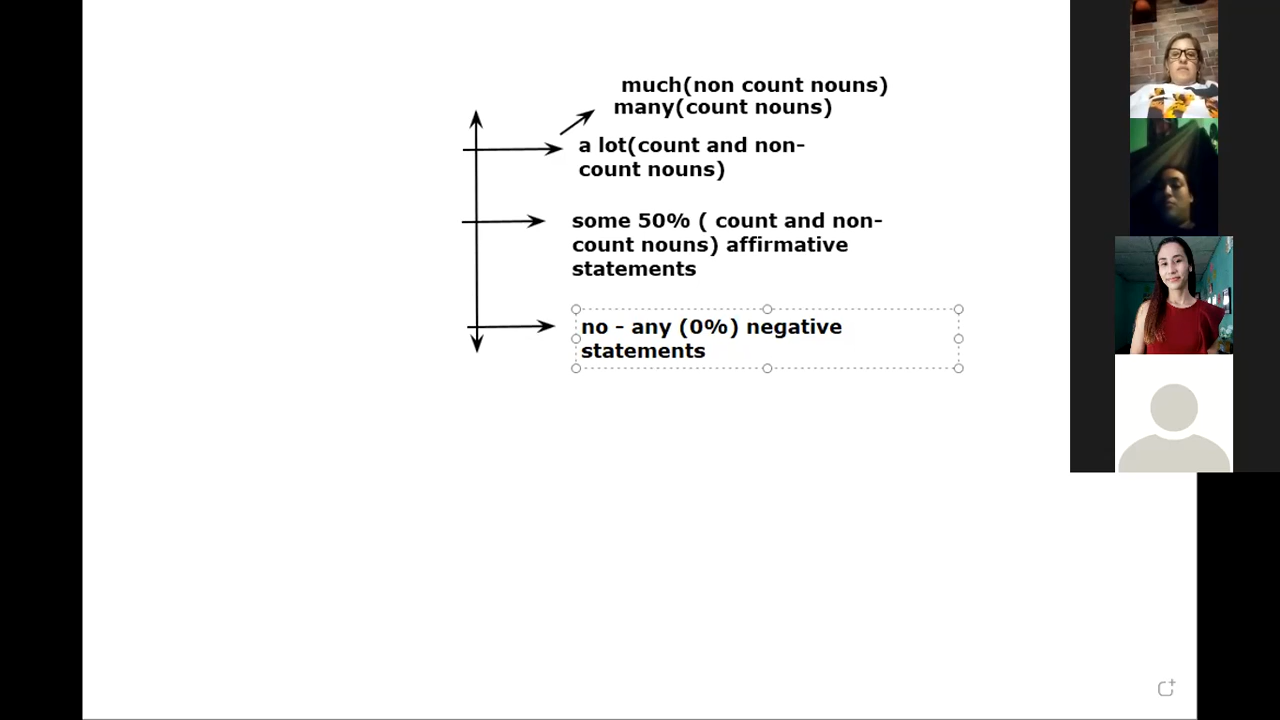 much(non count nouns)
many(count nouns)
a lot(count and non-
count nouns)
some 50% ( count and non-
count nouns) affirmative
statements
no - any (0%) negative
statements